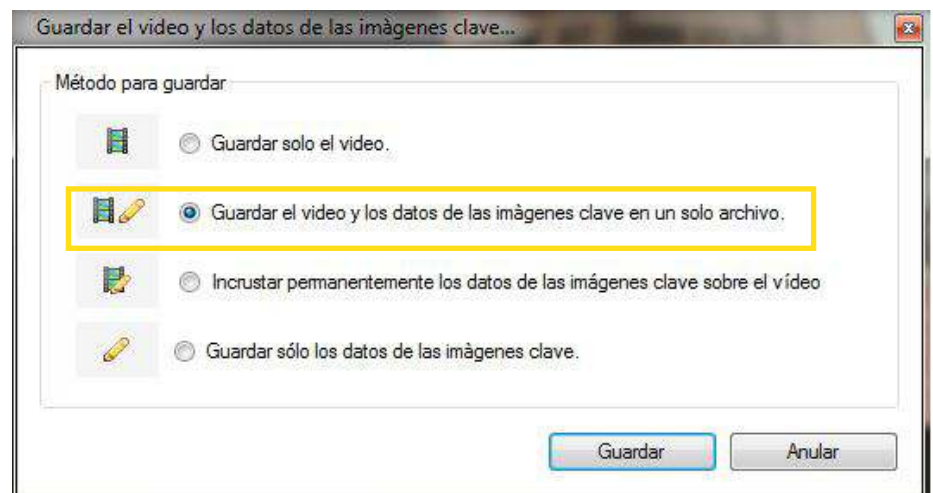 Guardar el video y los datos de las imàgenes clave...
Método para guardar
Guardar solo el video.
Guardar el video y los datos de las imàgenes clave en un solo archivo.
Incrustar permanentemente los datos de las imágenes clave sobre el vídeo
Guardar sólo los datos de las imàgenes clave.
Guardar
Anular